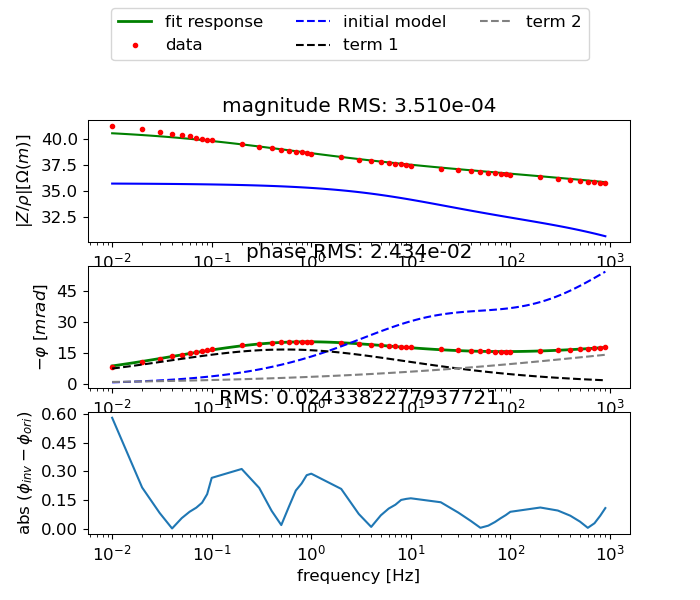 fit response initial model term 2
data term 1
magnitude RMS: 3.510e-04
|Z/ρ|[Ω(m)]
40.0
37.5
35.0
32.5
10⁻² 10⁻¹ 10⁰ 10¹ 10² 10³
phase RMS: 2.434e-02
−φ [mrad]
45
30
15
0
10⁻² 10⁻¹ 10⁰ 10¹ 10² 10³
RMS: 0.02433822779377​21
abs (ϕinv − ϕori)
0.60
0.45
0.30
0.15
0.00
10⁻² 10⁻¹ 10⁰ 10¹ 10² 10³
frequency [Hz]